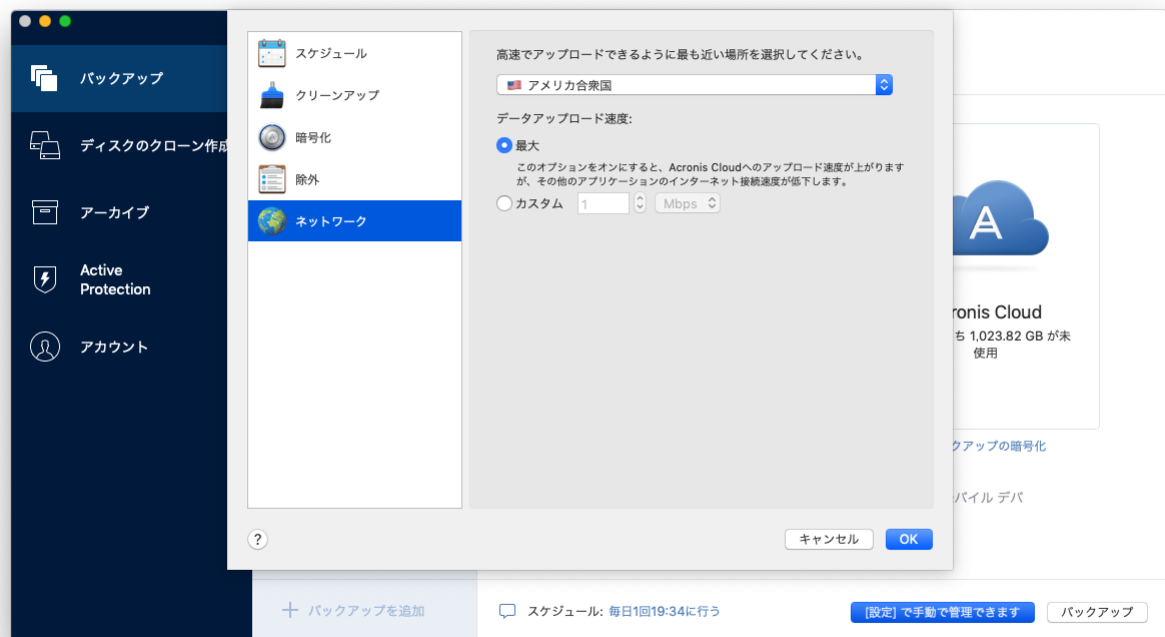 バックアップ
ディスクのクローン作成
アーカイブ
Active
Protection
アカウント
スケジュール
クリーンアップ
暗号化
除外
ネットワーク
高速でアップロードできるように最も近い場所を選択してください。
アメリカ合衆国
データアップロード速度:
最大
このオプションをオンにすると、Acronis Cloudへのアップロード速度が上がります
が、その他のアプリケーションのインターネット接続速度が低下します。
カスタム 1 Mbps
?
キャンセル OK
A
ronis Cloud
ち 1,023.82 GB が未
使用
クアップの暗号化
バイル デバ
バックアップを追加
スケジュール: 毎日1回19:34に行う
[設定] で手動で管理できます
バックアップ